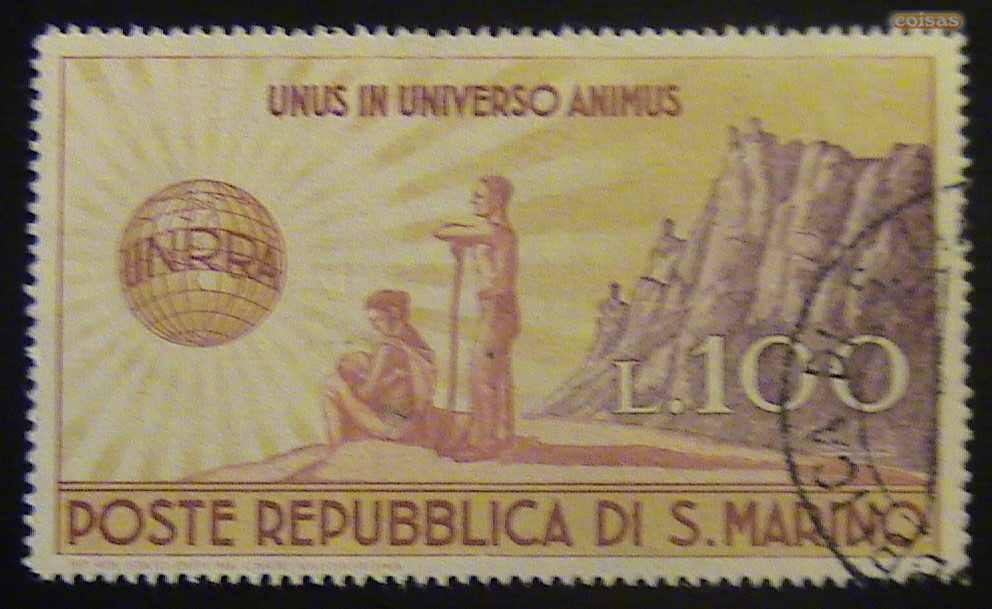 coisas
UNUS IN UNIVERSO ANIMUS
UNRRA
L.100
POSTE REPUBBLICA DI S. MARINO